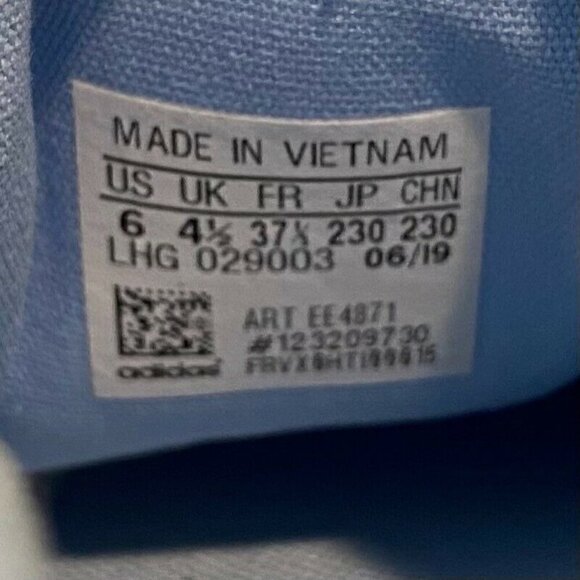 MADE IN VIETNAM
US UK FR JP CHN
6 4½ 37⅓ 230 230
LHG 029003 06/19
ART EE4871
#123209730
adidas